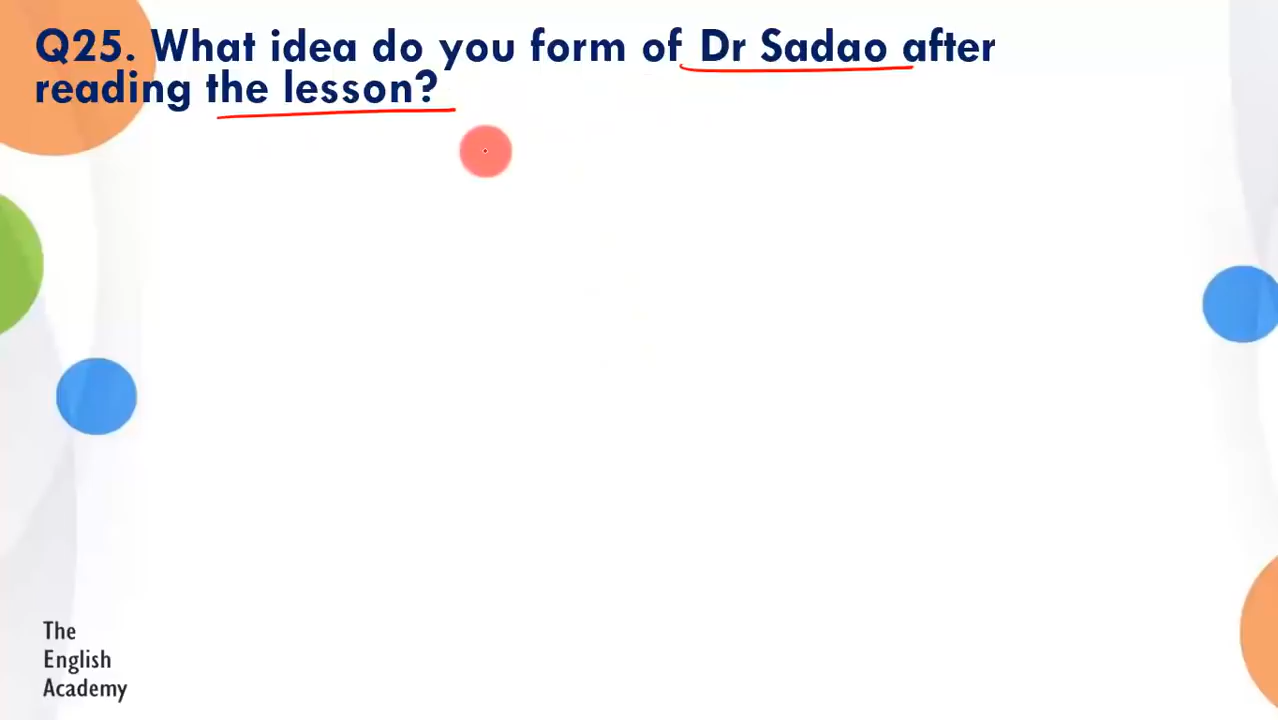 Q25. What idea do you form of Dr Sadao after
reading the lesson?
The
English
Academy